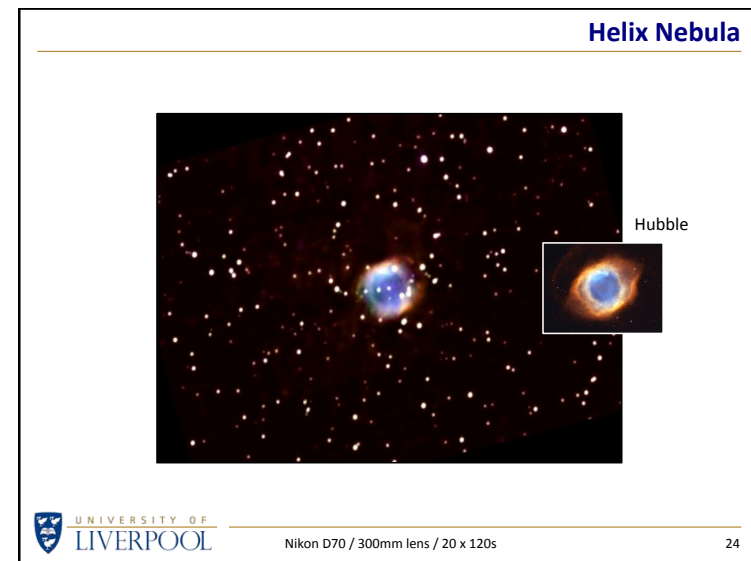 Helix Nebula
Hubble
UNIVERSITY OF
LIVERPOOL
Nikon D70 / 300mm lens / 20 x 120s
24